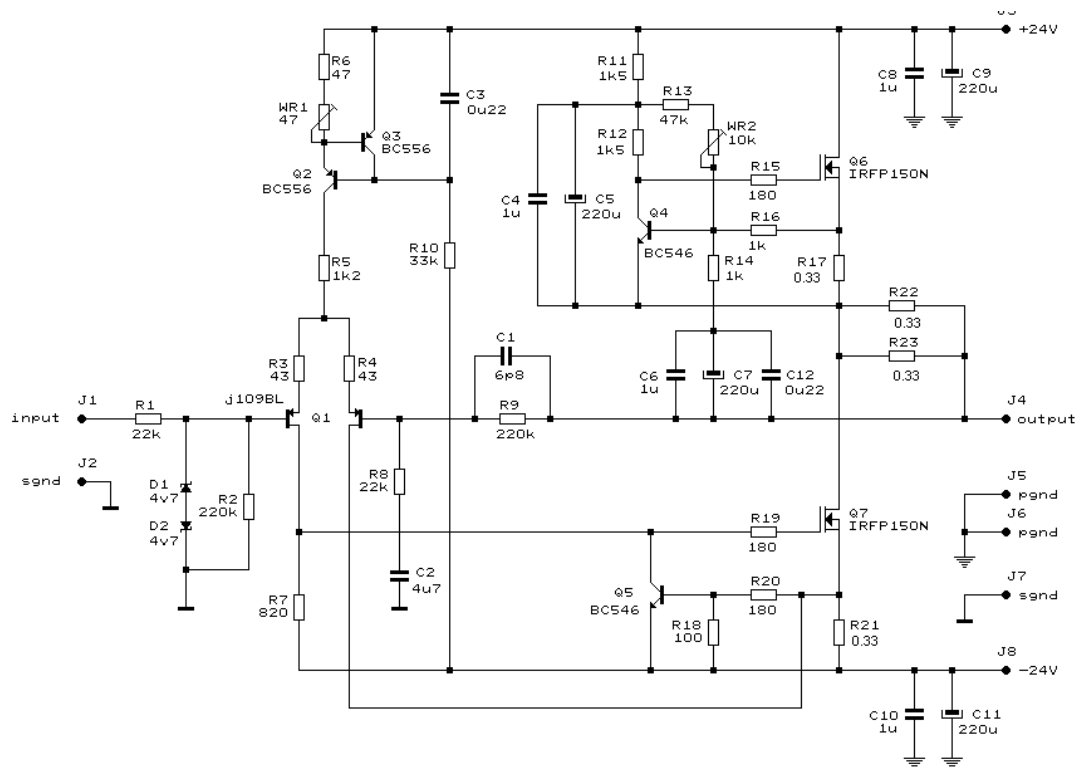 +24V
R6
47
WR1
47
Q3
BC556
Q2
BC556
C3
0u22
R11
1k5
R13
47k
R12
1k5
WR2
10k
C8
1u
C9
220u
R15
180
Q6
IRFP150N
C4
1u
C5
220u
Q4
BC546
R16
1k
R10
33k
R5
1k2
R14
1k
R17
0.33
R22
0.33
R23
0.33
C1
6p8
R3
43
R4
43
C6
1u
C7
220u
C12
0u22
input
J1
R1
22k
j109BL
Q1
R9
220k
J4
output
J2
sgnd
D1
4v7
D2
4v7
R2
220k
R8
22k
J5
pgnd
J6
pgnd
R19
180
Q7
IRFP150N
C2
4u7
Q5
BC546
R20
180
J7
sgnd
R7
820
R18
100
R21
0.33
J8
-24V
C10
1u
C11
220u